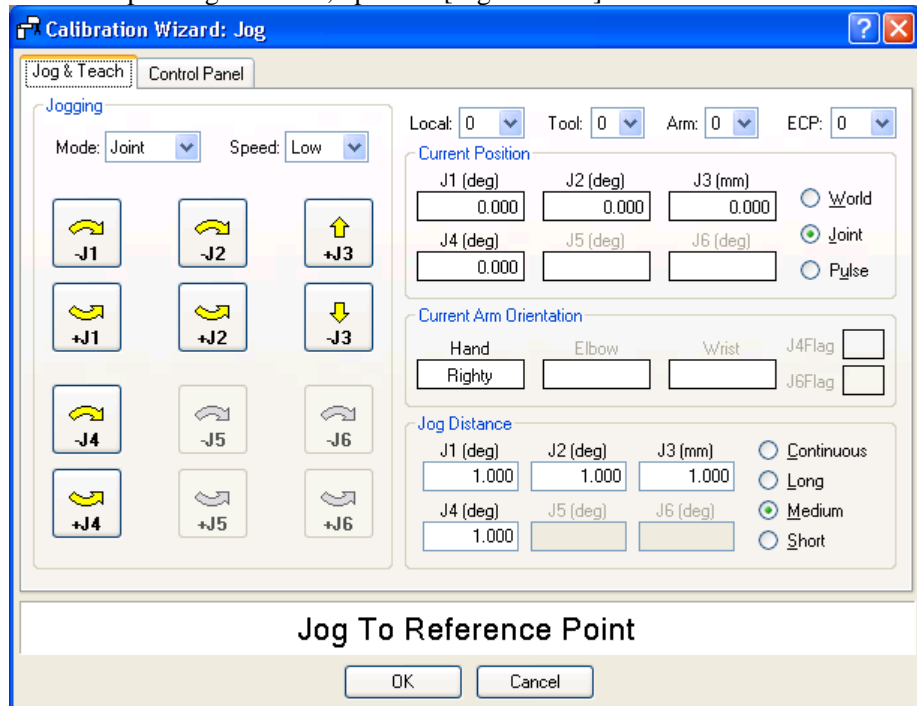 Calibration Wizard: Jog
Jog & Teach Control Panel
Jogging
Mode: Joint Speed: Low
-J1 -J2 +J3
+J1 +J2 -J3
-J4 -J5 -J6
+J4 +J5 +J6
Local: 0 Tool: 0 Arm: 0 ECP: 0
Current Position
J1 (deg) J2 (deg) J3 (mm)
0.000 0.000 0.000
J4 (deg) J5 (deg) J6 (deg)
0.000
World
Joint
Pulse
Current Arm Orientation
Hand Elbow Wrist
Righty
J4Flag
J6Flag
Jog Distance
J1 (deg) J2 (deg) J3 (mm)
1.000 1.000 1.000
J4 (deg) J5 (deg) J6 (deg)
1.000
Continuous
Long
Medium
Short
Jog To Reference Point
OK Cancel